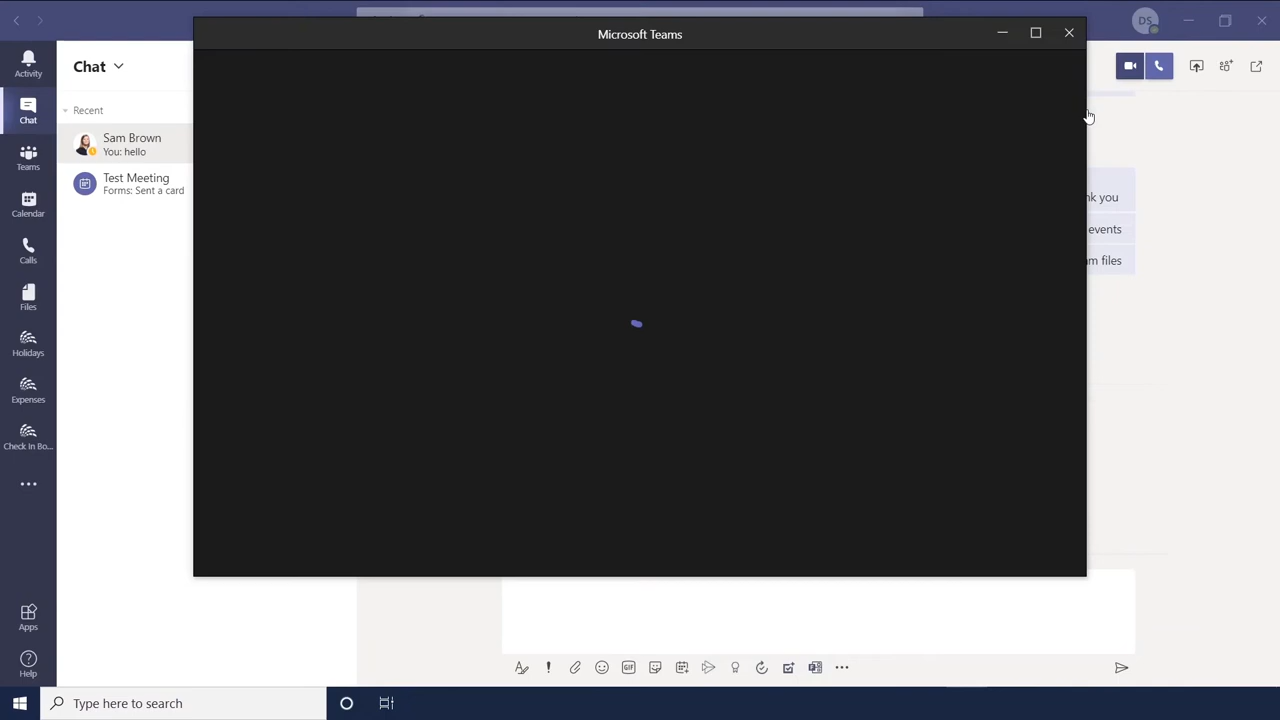 Microsoft Teams
DS
Activity
Chat
Recent
Chat
Sam Brown
You: hello
Teams
Test Meeting
Forms: Sent a card
you
Calendar
events
Calls
files
Files
Holidays
Expenses
Check In Bo...
Apps
Help
GIF
Type here to search